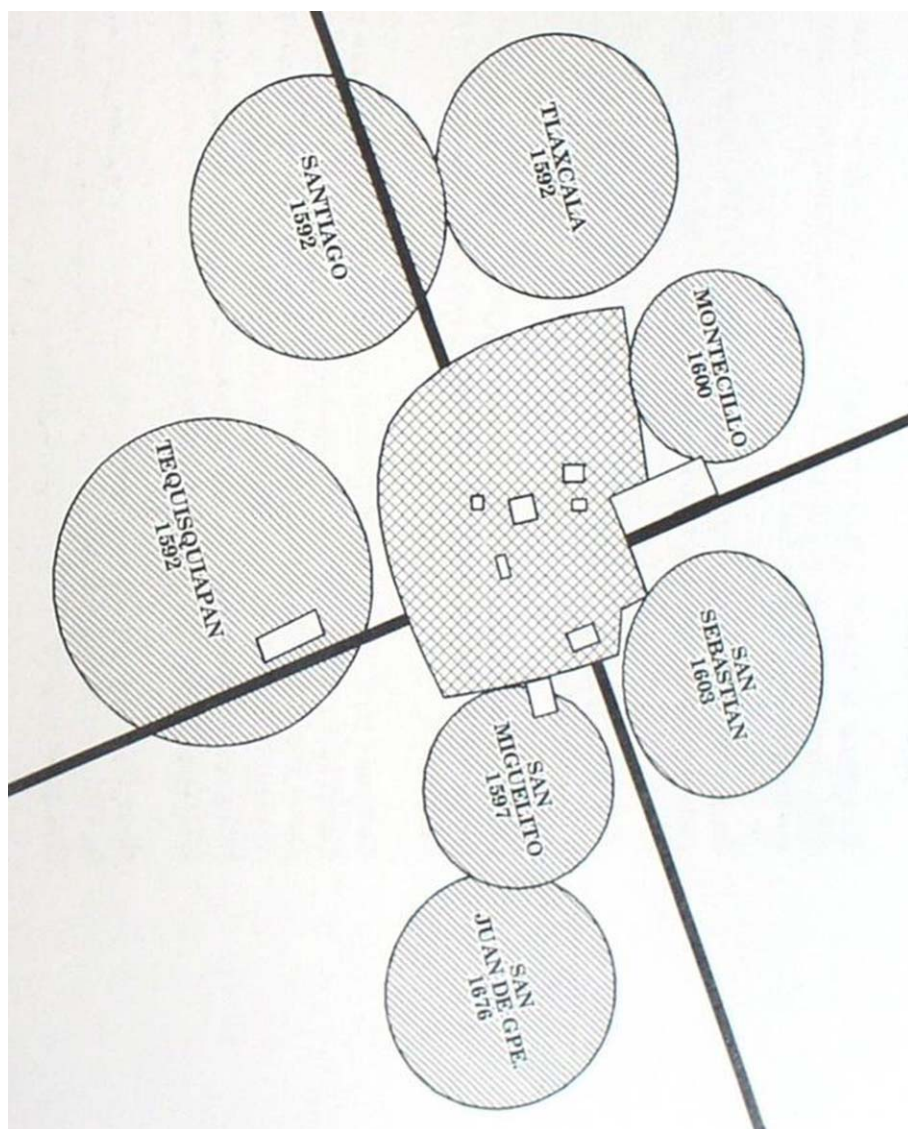 TLAXCALA
1592
SANTIAGO
1592
MONTECILLO
1600
TEQUISQUIAPAN
1592
SAN
SEBASTIAN
1603
SAN
MIGUELITO
1597
SAN
JUAN DE GPE.
1676